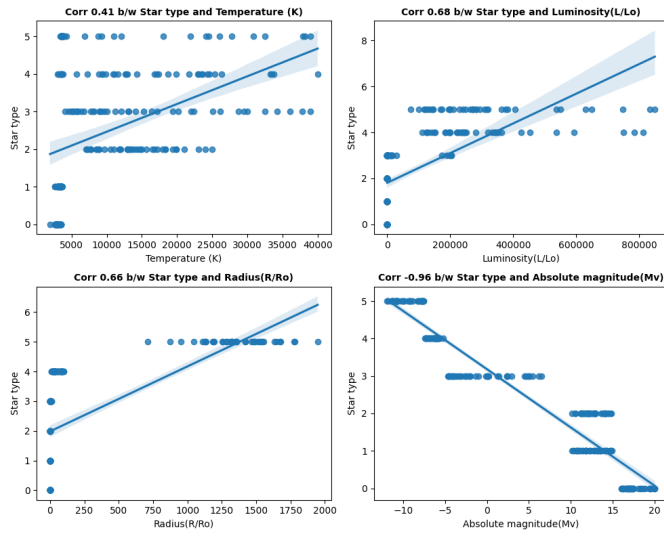 Corr 0.41 b/w Star type and Temperature (K)
Star type
5
4
3
2
1
0
5000 10000 15000 20000 25000 30000 35000 40000
Temperature (K)
Corr 0.68 b/w Star type and Luminosity(L/Lo)
Star type
8
6
4
2
0
0 200000 400000 600000 800000
Luminosity(L/Lo)
Corr 0.66 b/w Star type and Radius(R/Ro)
Star type
6
5
4
3
2
1
0
0 250 500 750 1000 1250 1500 1750 2000
Radius(R/Ro)
Corr -0.96 b/w Star type and Absolute magnitude(Mv)
Star type
5
4
3
2
1
0
−10 −5 0 5 10 15 20
Absolute magnitude(Mv)